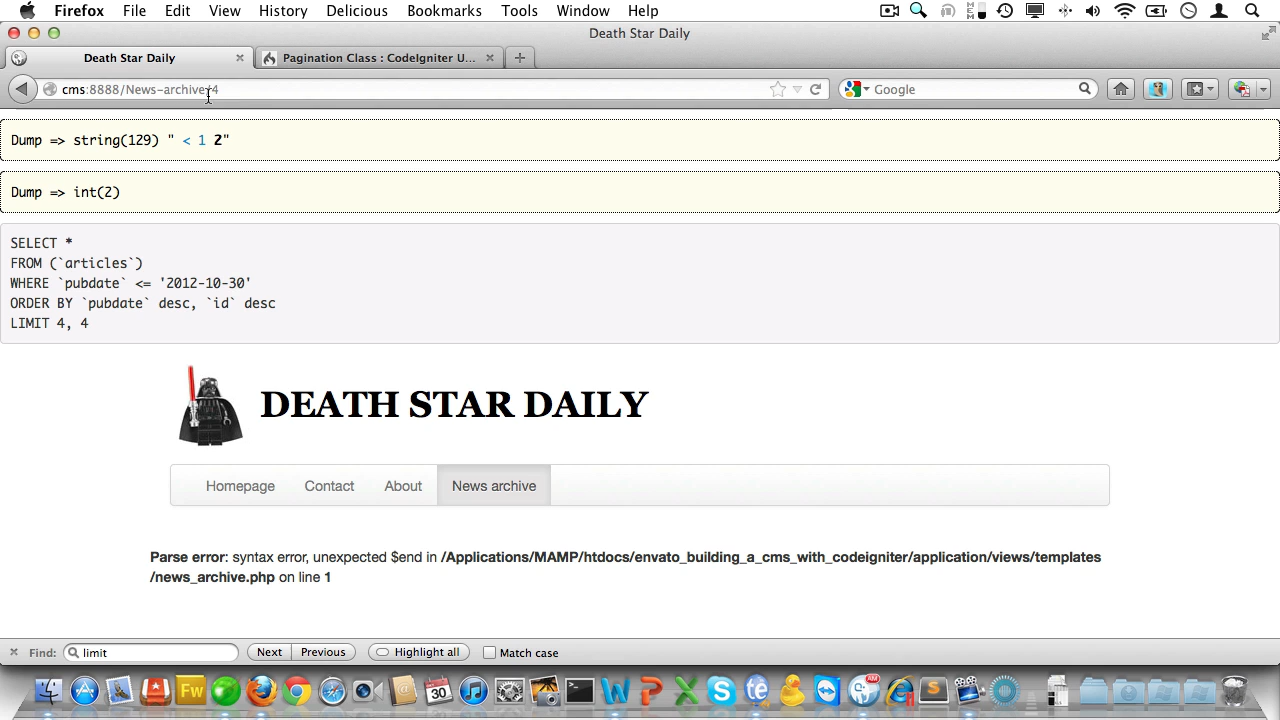 Firefox File Edit View History Delicious Bookmarks Tools Window Help
Death Star Daily
Death Star Daily Pagination Class : CodeIgniter U...
cms:8888/News-archive/4 Google
Dump => string(129) " < 1 2"
Dump => int(2)
SELECT *
FROM (`articles`)
WHERE `pubdate` <= '2012-10-30'
ORDER BY `pubdate` desc, `id` desc
LIMIT 4, 4
DEATH STAR DAILY
Homepage Contact About News archive
Parse error: syntax error, unexpected $end in /Applications/MAMP/htdocs/envato_building_a_cms_with_codeigniter/application/views/templates
/news_archive.php on line 1
Find: limit Next Previous Highlight all Match case